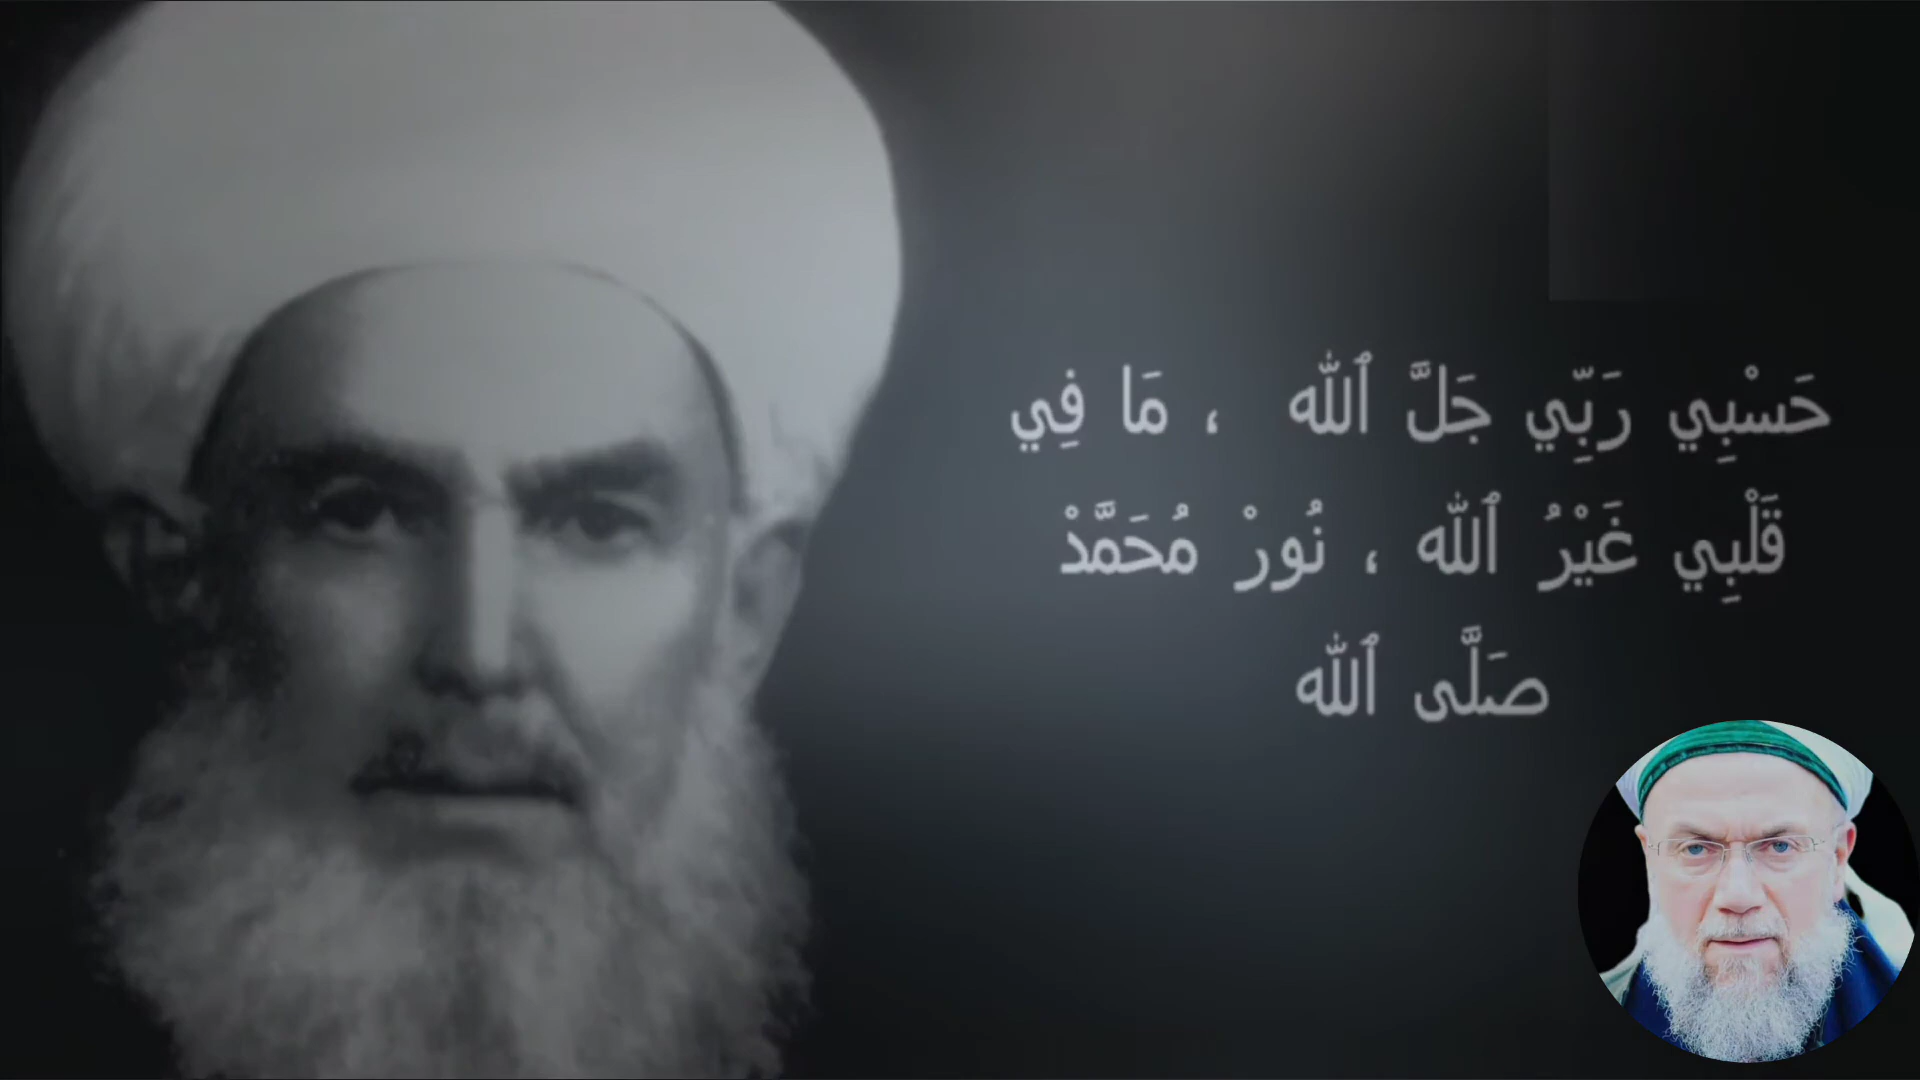 حَسْبِي رَبِّي جَلَّ ٱللّٰه ، مَا فِي
قَلْبِي غَيْرُ ٱللّٰه ، نُورْ مُحَمَّدْ
صَلَّى ٱللّٰه